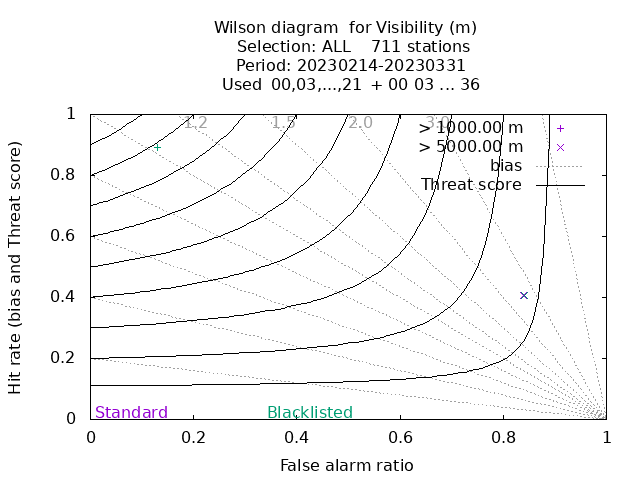 Wilson diagram  for Visibility (m)
Selection: ALL    711 stations
Period: 20230214-20230331
Used  00,03,...,21  + 00 03 ... 36
1.2 1.5 2.0 3.0
> 1000.00 m
> 5000.00 m
bias
Threat score
Hit rate (bias and Threat score)
1
0.8
0.6
0.4
0.2
0
Standard Blacklisted
0 0.2 0.4 0.6 0.8 1
False alarm ratio